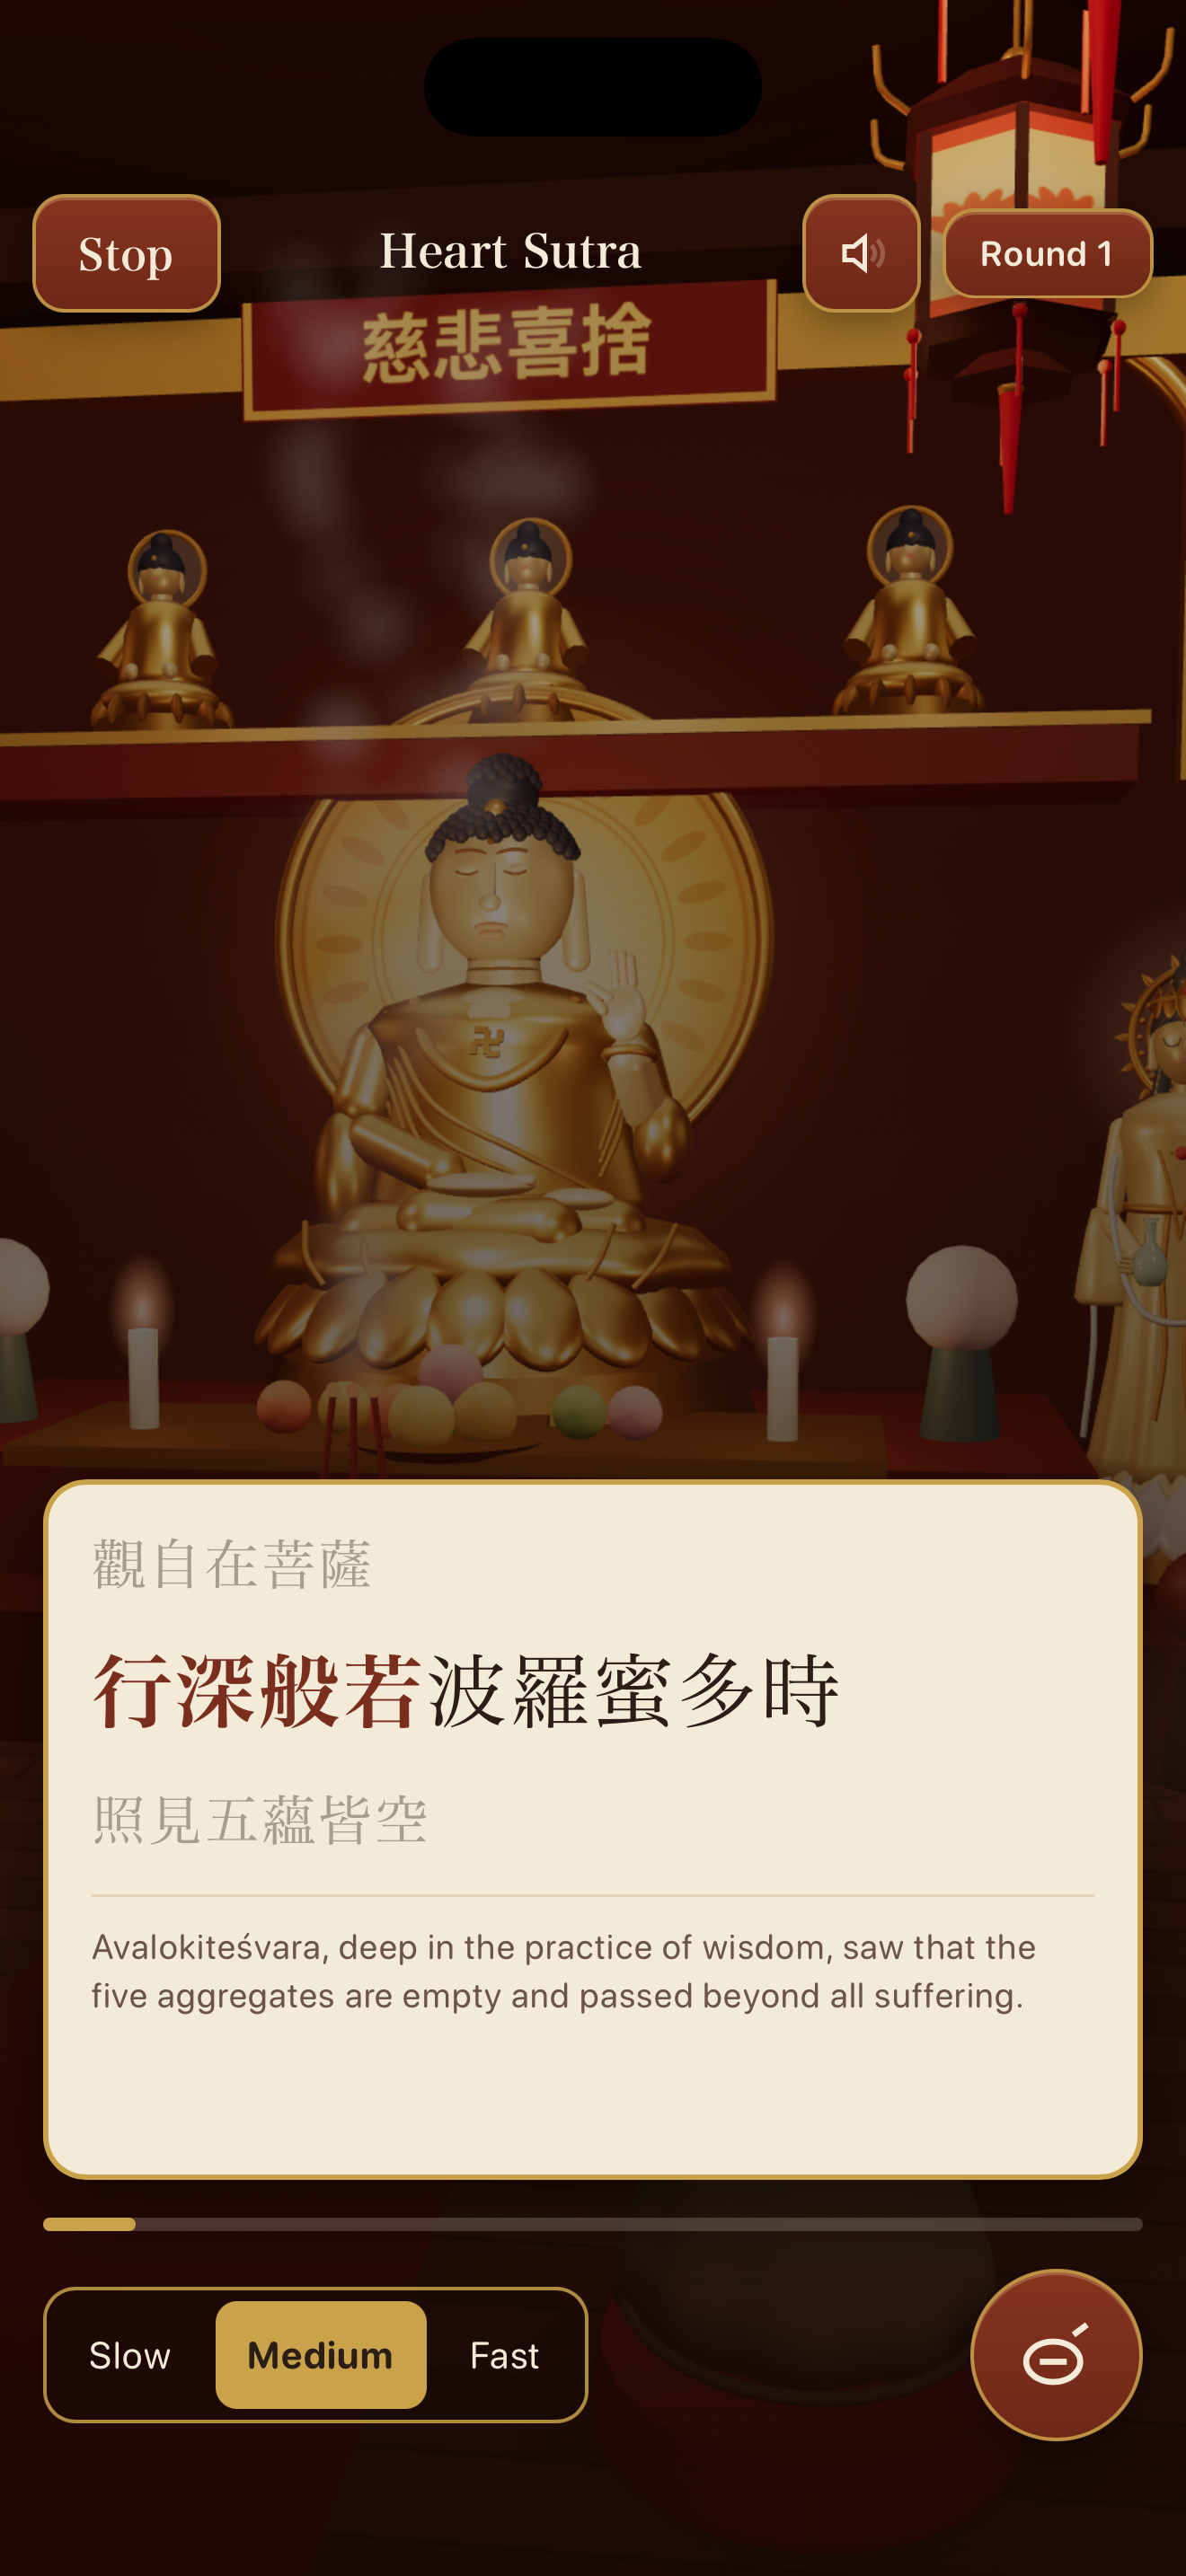 Stop
Heart Sutra
Round 1
慈悲喜捨
卍
觀自在菩薩
行深般若波羅蜜多時
照見五蘊皆空
Avalokiteśvara, deep in the practice of wisdom, saw that the
five aggregates are empty and passed beyond all suffering.
Slow
Medium
Fast